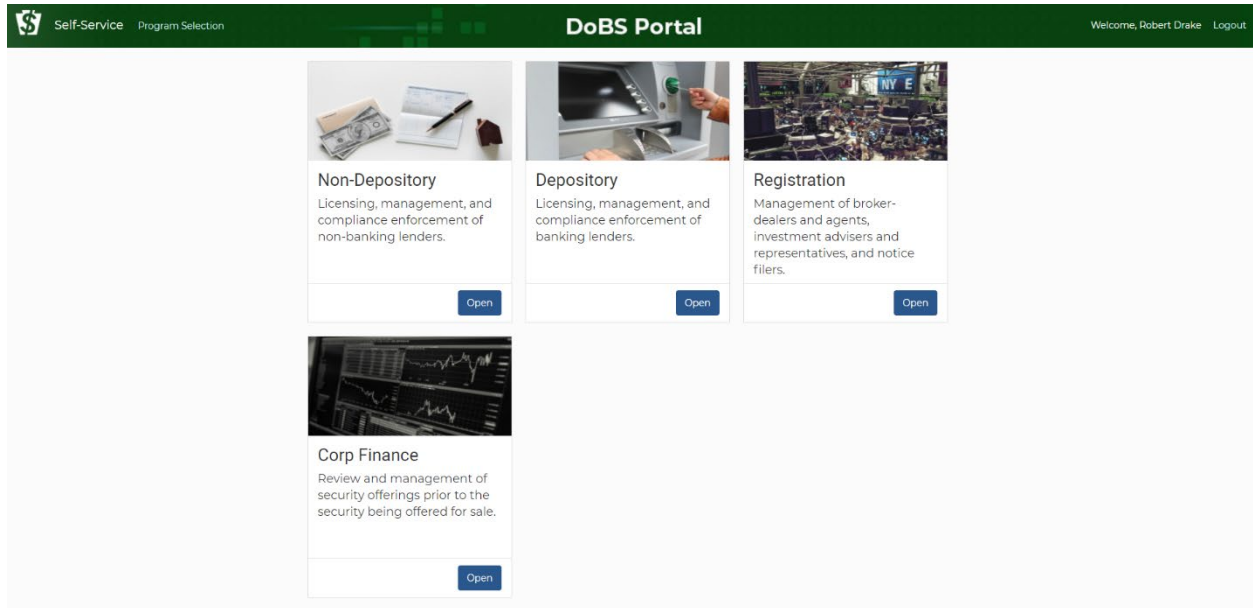 Self-Service Program Selection DoBS Portal Welcome, Robert Drake Logout
NY E
Non-Depository
Licensing, management, and
compliance enforcement of
non-banking lenders.
Open
Depository
Licensing, management, and
compliance enforcement of
banking lenders.
Open
Registration
Management of broker-
dealers and agents,
investment advisers and
representatives, and notice
filers.
Open
Corp Finance
Review and management of
security offerings prior to the
security being offered for sale.
Open